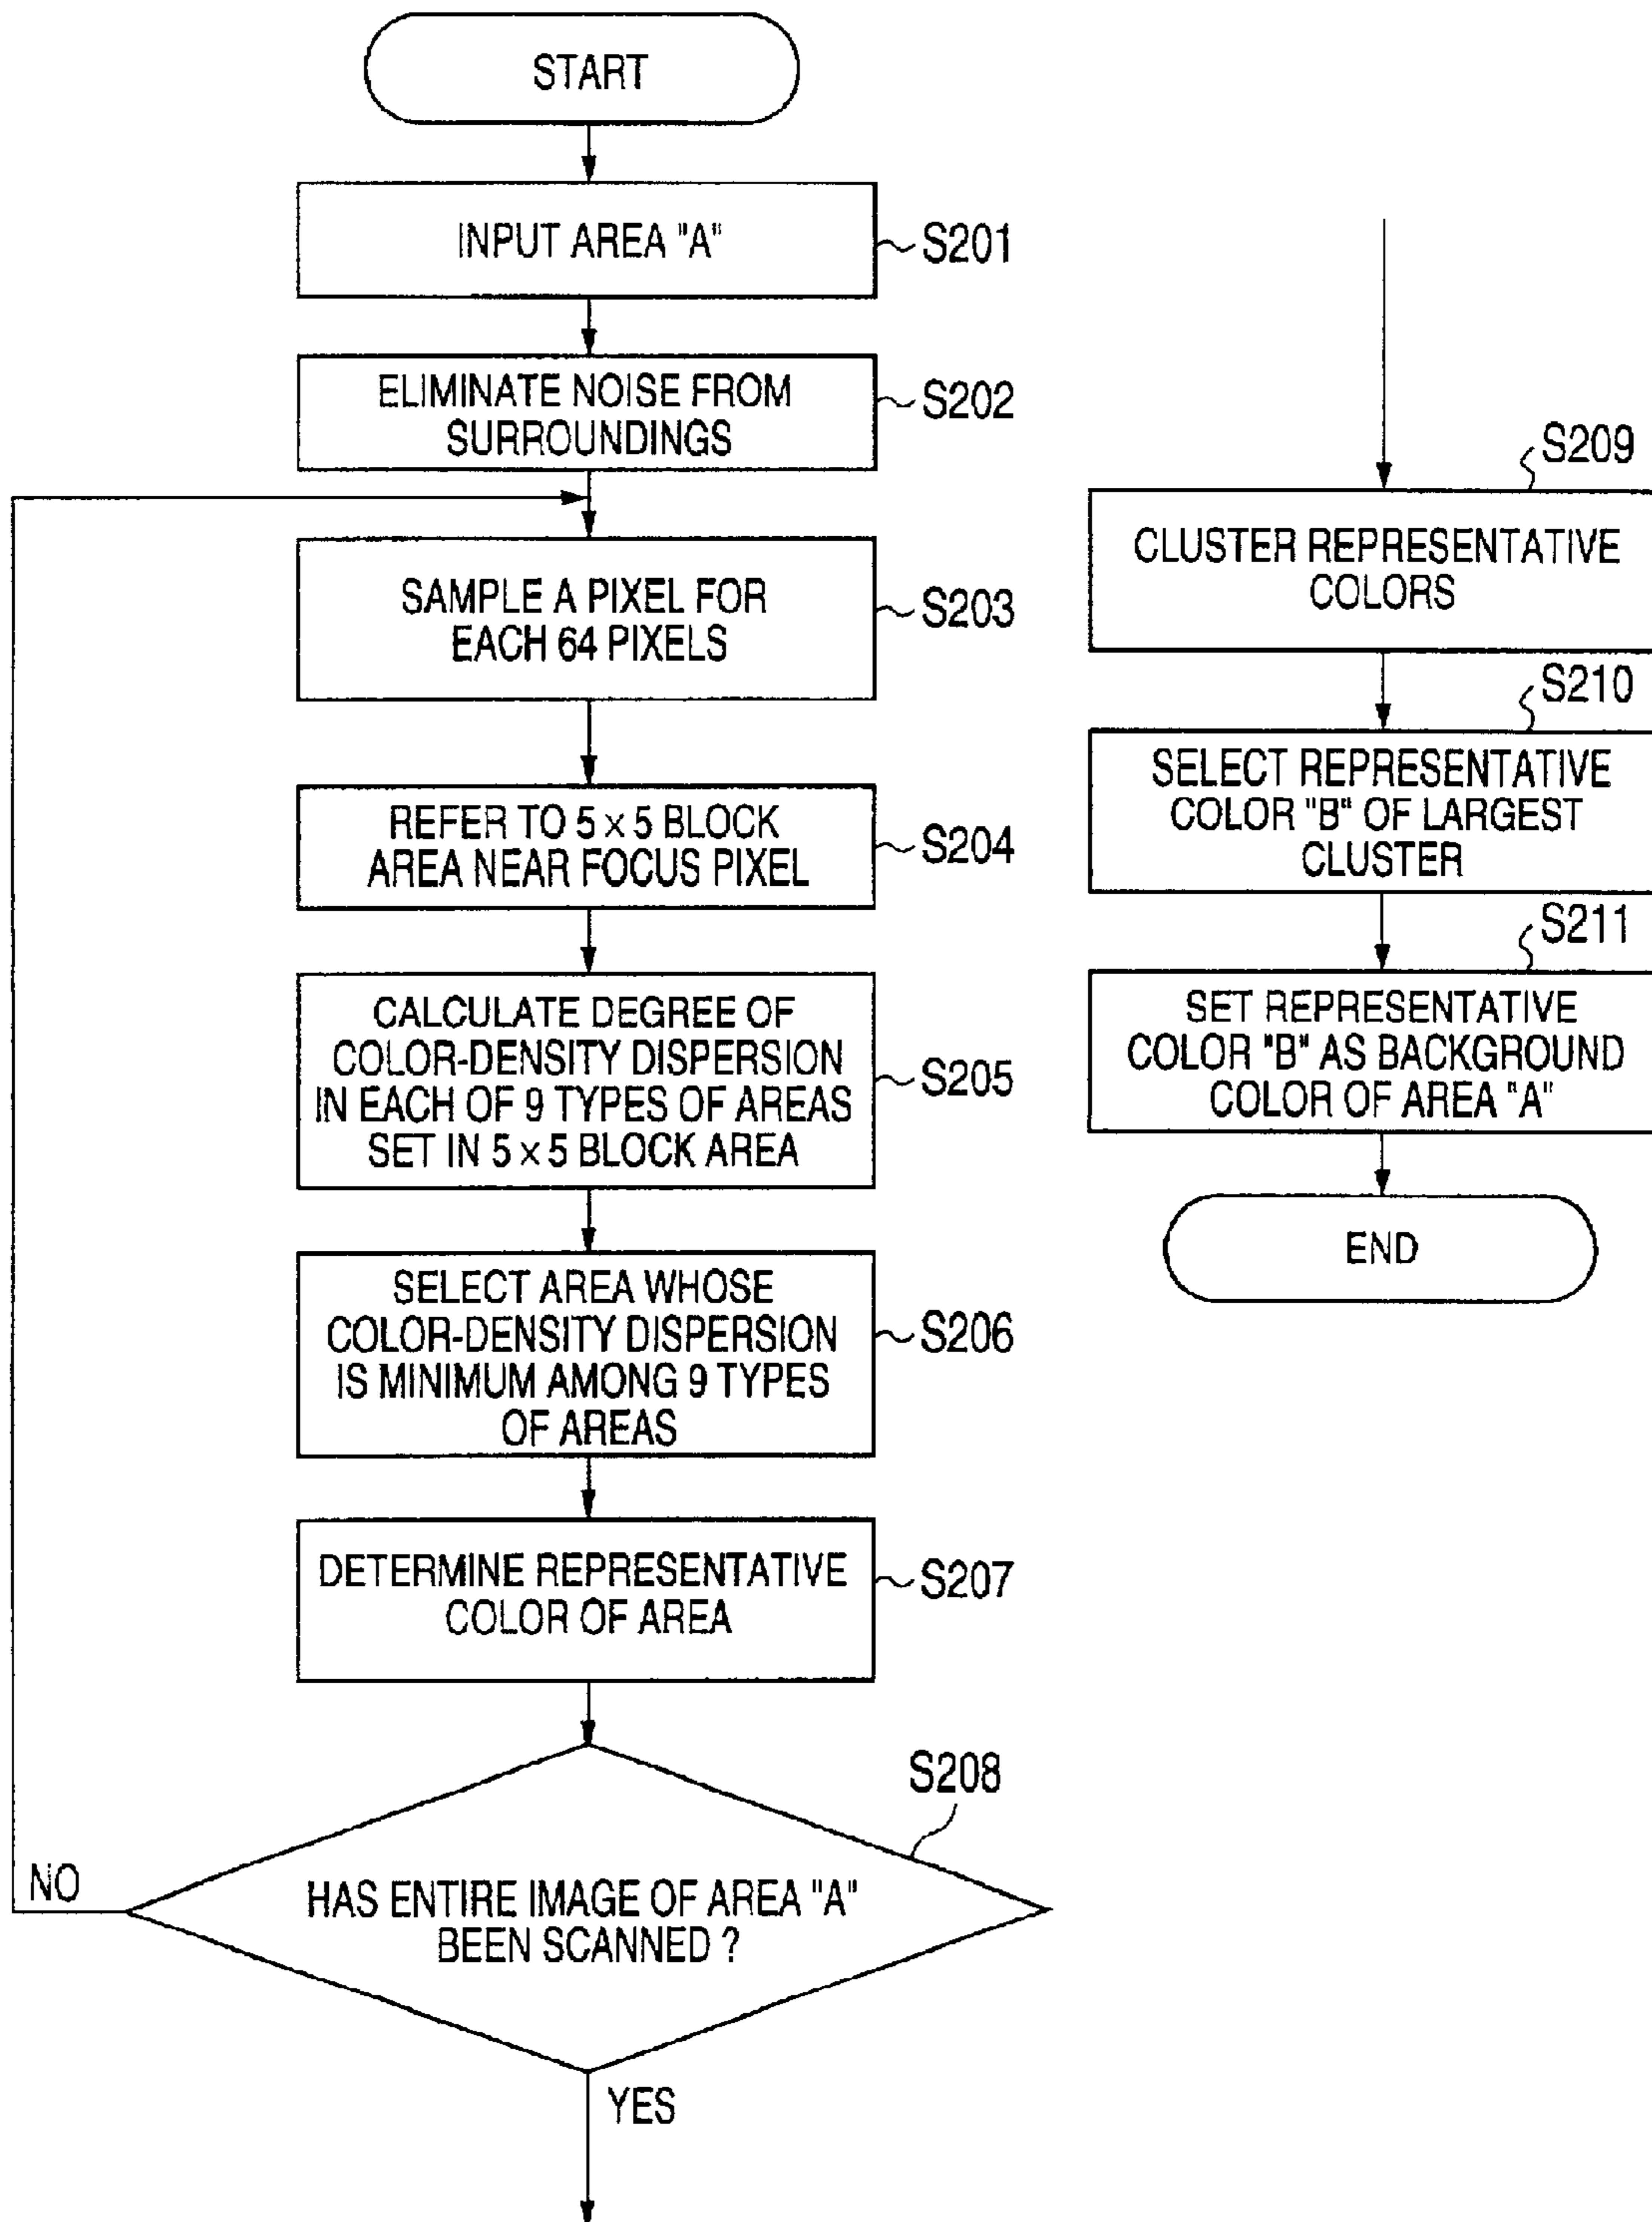 START
INPUT AREA "A"
S201
ELIMINATE NOISE FROM
SURROUNDINGS
S202
SAMPLE A PIXEL FOR
EACH 64 PIXELS
S203
REFER TO 5 × 5 BLOCK
AREA NEAR FOCUS PIXEL
S204
CALCULATE DEGREE OF
COLOR-DENSITY DISPERSION
IN EACH OF 9 TYPES OF AREAS
SET IN 5 × 5 BLOCK AREA
S205
SELECT AREA WHOSE
COLOR-DENSITY DISPERSION
IS MINIMUM AMONG 9 TYPES
OF AREAS
S206
DETERMINE REPRESENTATIVE
COLOR OF AREA
S207
S208
HAS ENTIRE IMAGE OF AREA "A"
BEEN SCANNED ?
NO
YES
S209
CLUSTER REPRESENTATIVE
COLORS
S210
SELECT REPRESENTATIVE
COLOR "B" OF LARGEST
CLUSTER
S211
SET REPRESENTATIVE
COLOR "B" AS BACKGROUND
COLOR OF AREA "A"
END